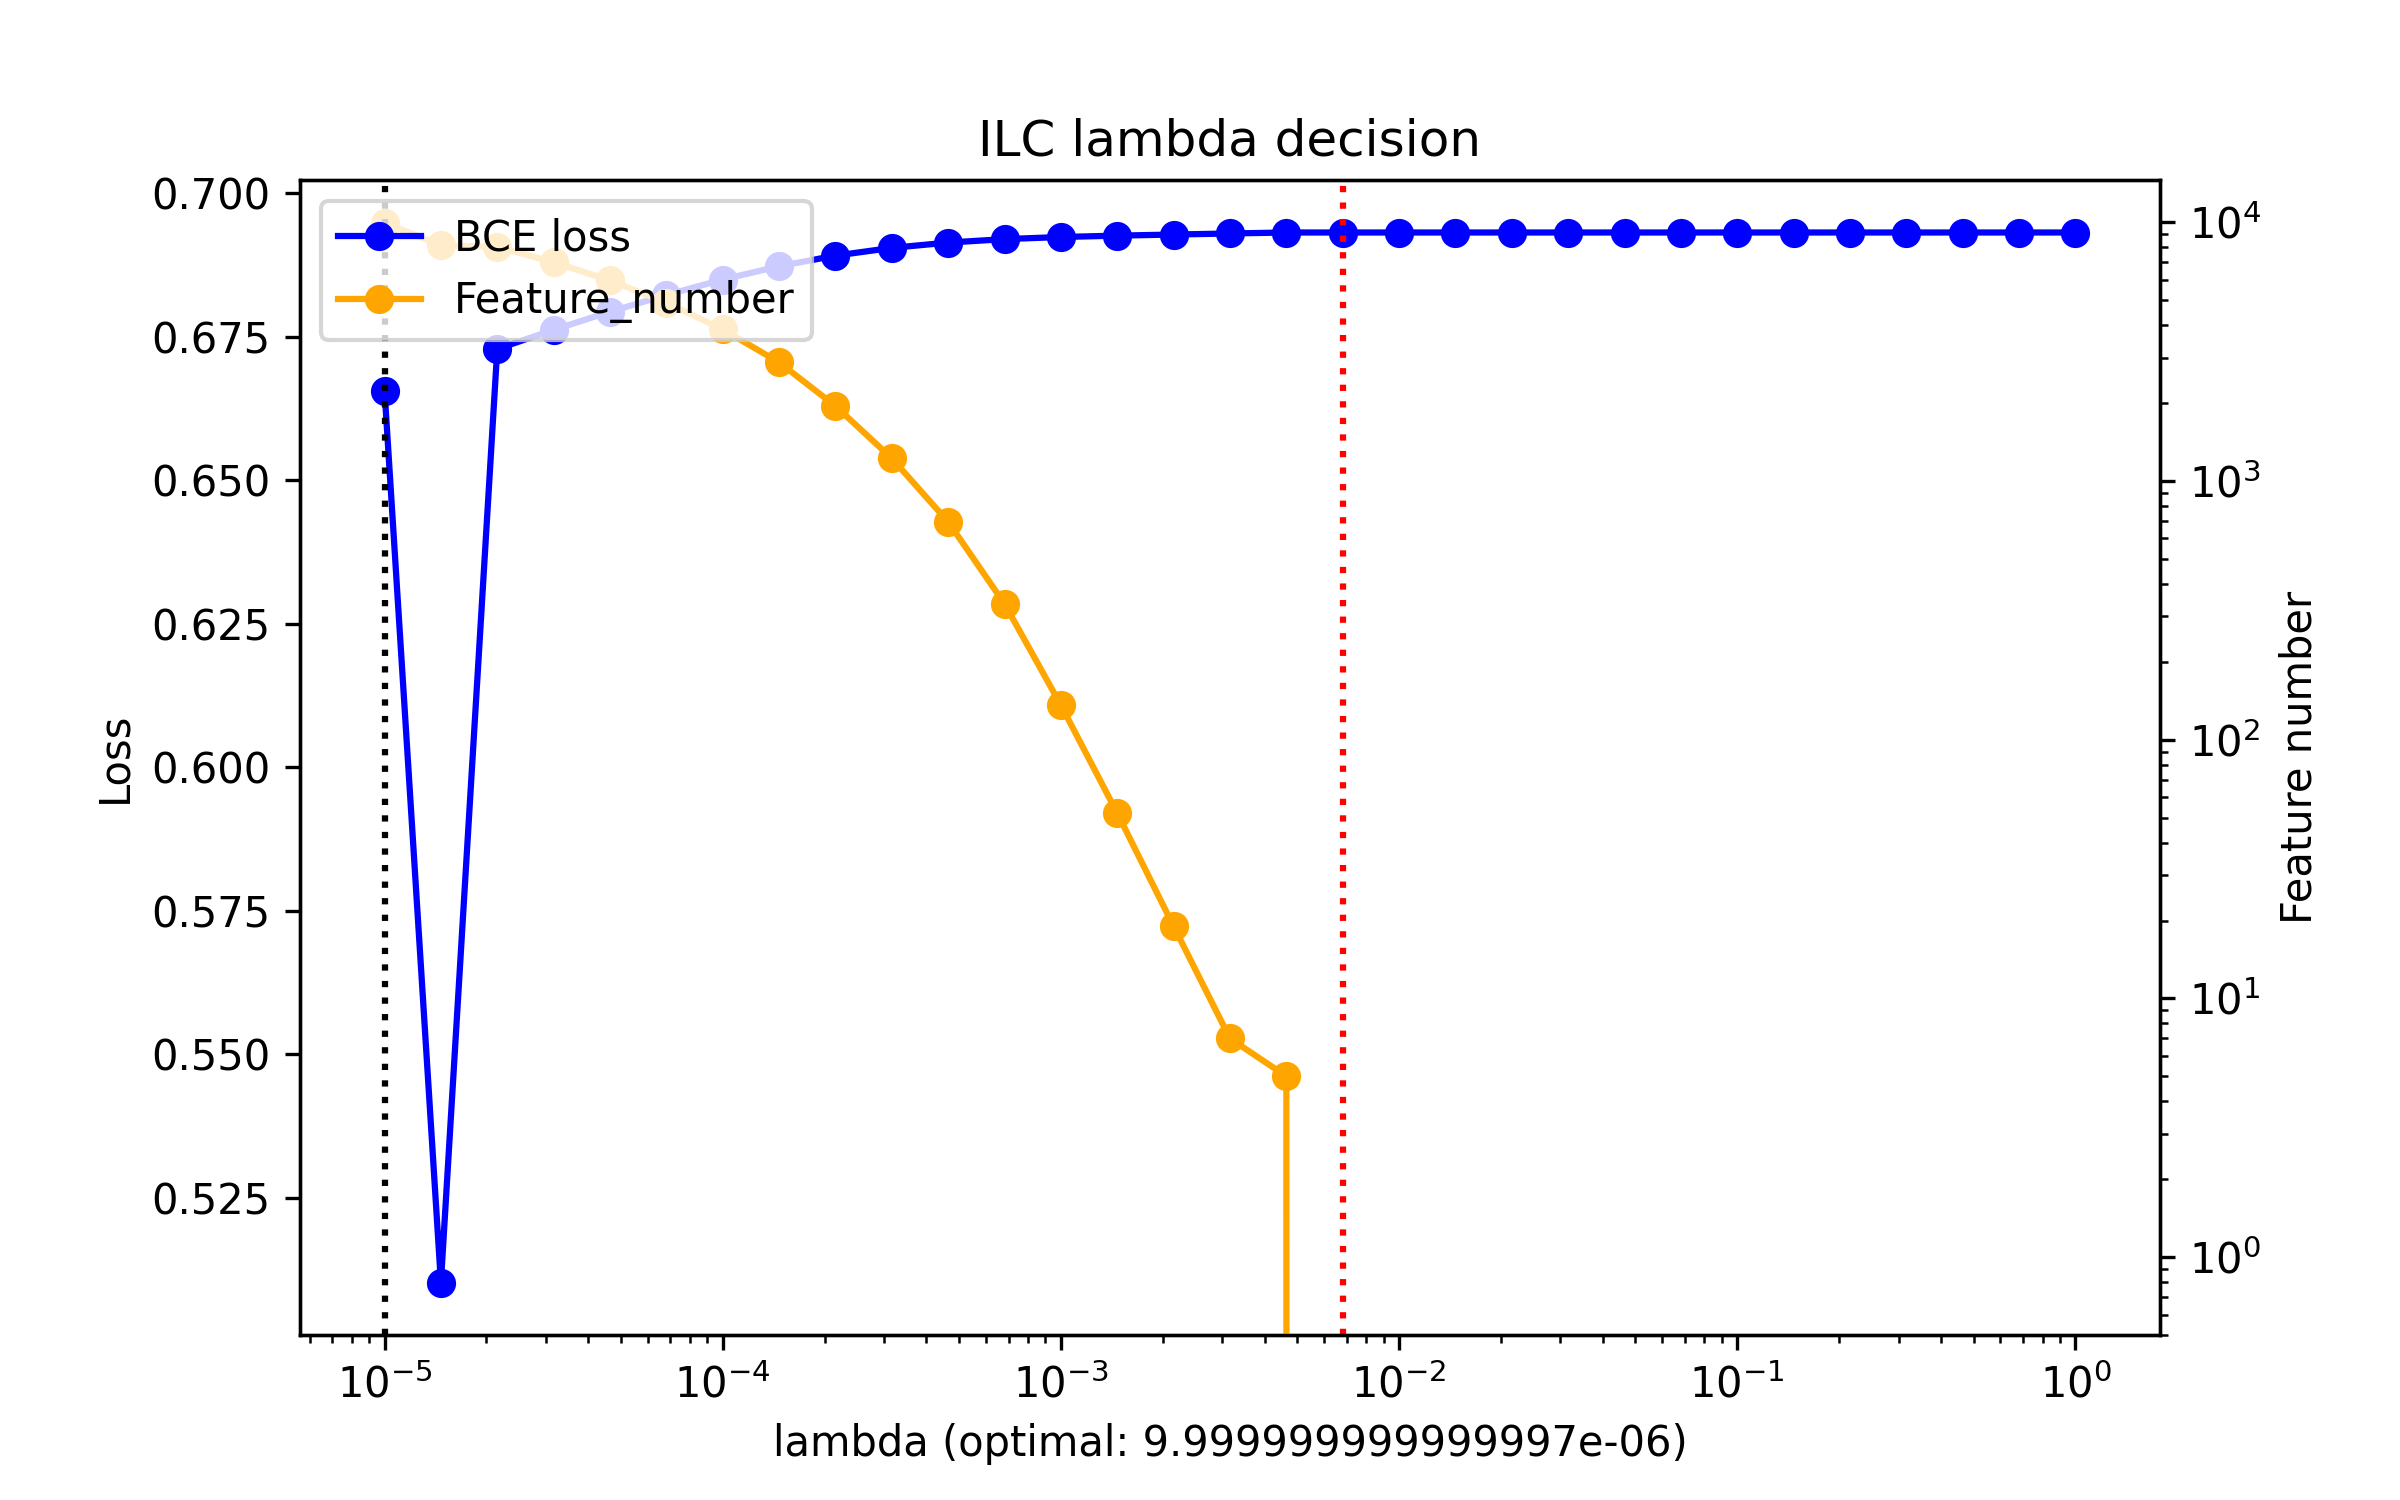 ILC lambda decision
BCE loss
Feature_number
0.700
0.675
0.650
0.625
0.600
0.575
0.550
0.525
Loss
10⁴
10³
10²
10¹
10⁰
Feature number
10⁻⁵ 10⁻⁴ 10⁻³ 10⁻² 10⁻¹ 10⁰
lambda (optimal: 9.999999999999997e-06)